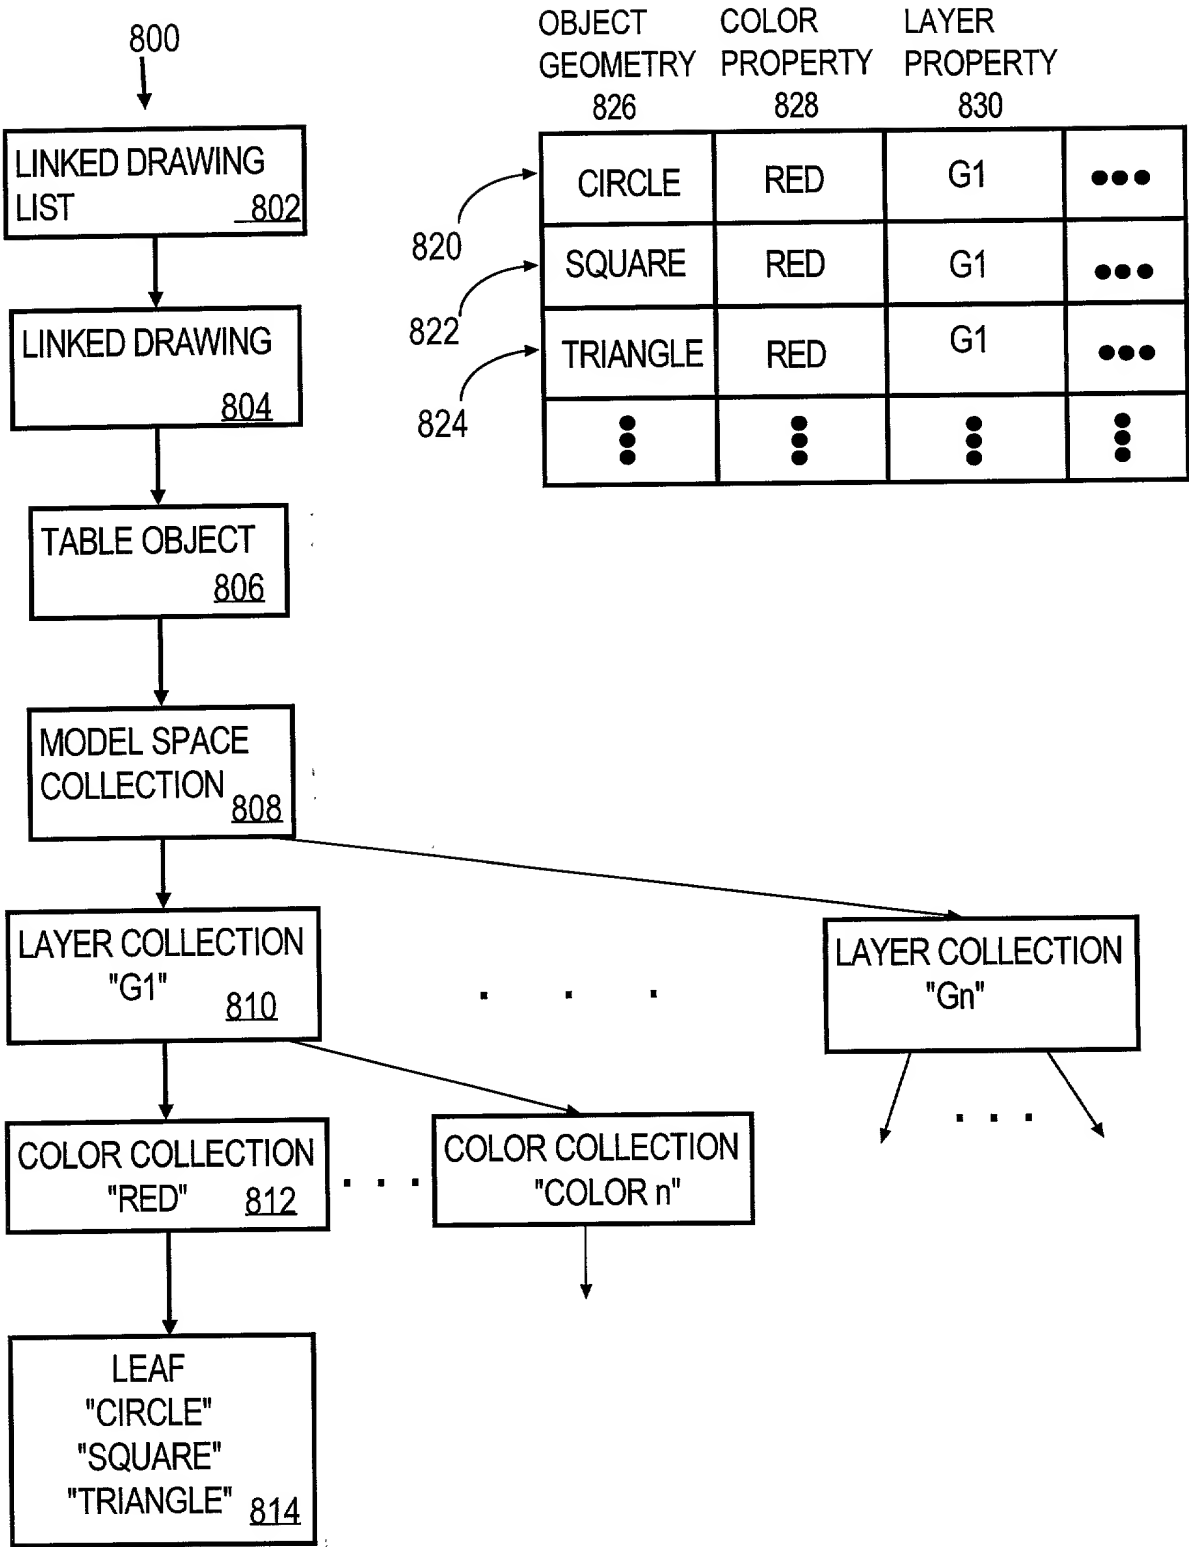 800
LINKED DRAWING
LIST 802
LINKED DRAWING
804
TABLE OBJECT
806
MODEL SPACE
COLLECTION 808
LAYER COLLECTION
"G1" 810
. . .
LAYER COLLECTION
"Gn"
. . .
COLOR COLLECTION
"RED" 812
. . .
COLOR COLLECTION
"COLOR n"
LEAF
"CIRCLE"
"SQUARE"
"TRIANGLE" 814
OBJECT COLOR LAYER
GEOMETRY PROPERTY PROPERTY
826 828 830
820
CIRCLE RED G1 •••
822
SQUARE RED G1 •••
824
TRIANGLE RED G1 •••